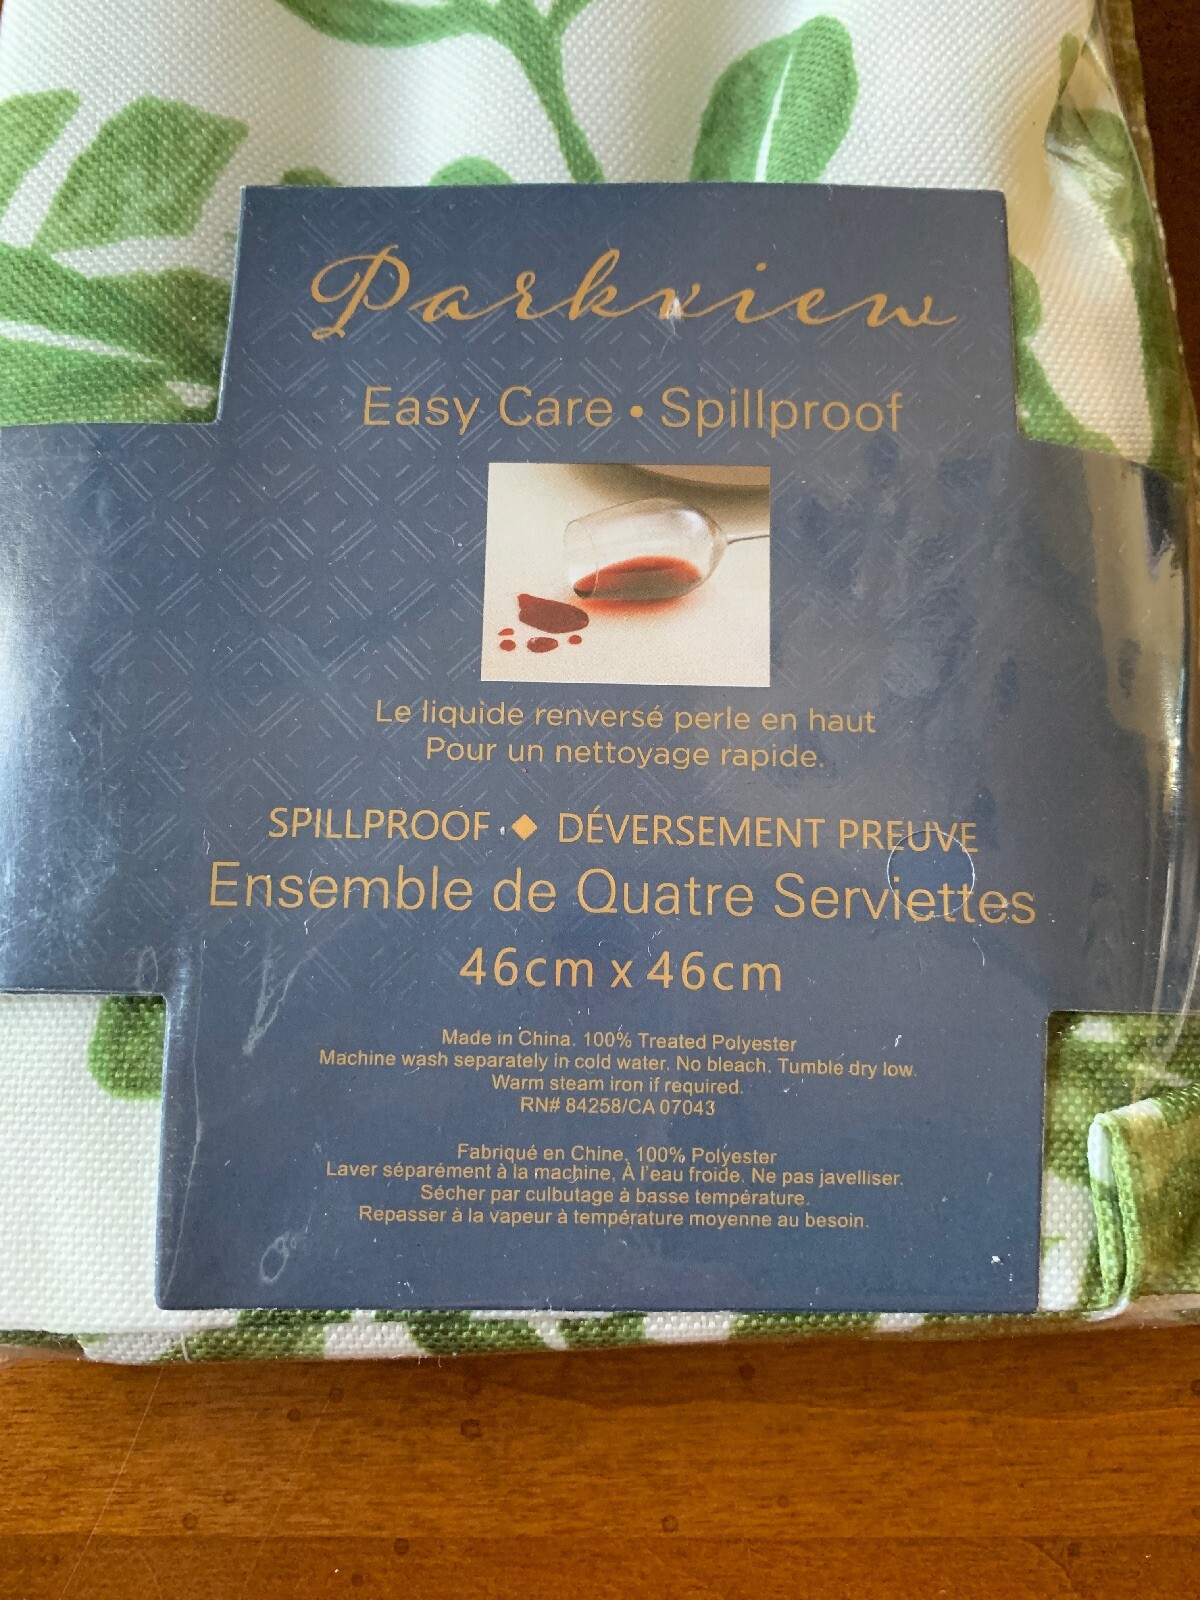 Parkview
Easy Care • Spillproof
Le liquide renversé perle en haut
Pour un nettoyage rapide.
SPILLPROOF ◆ DÉVERSEMENT PREUVE
Ensemble de Quatre Serviettes
46cm x 46cm
Made in China. 100% Treated Polyester
Machine wash separately in cold water. No bleach. Tumble dry low.
Warm steam iron if required.
RN# 84258/CA 07043
Fabriqué en Chine. 100% Polyester
Laver séparément à la machine, À l'eau froide. Ne pas javelliser.
Sécher par culbutage à basse température.
Repasser à la vapeur à température moyenne au besoin.